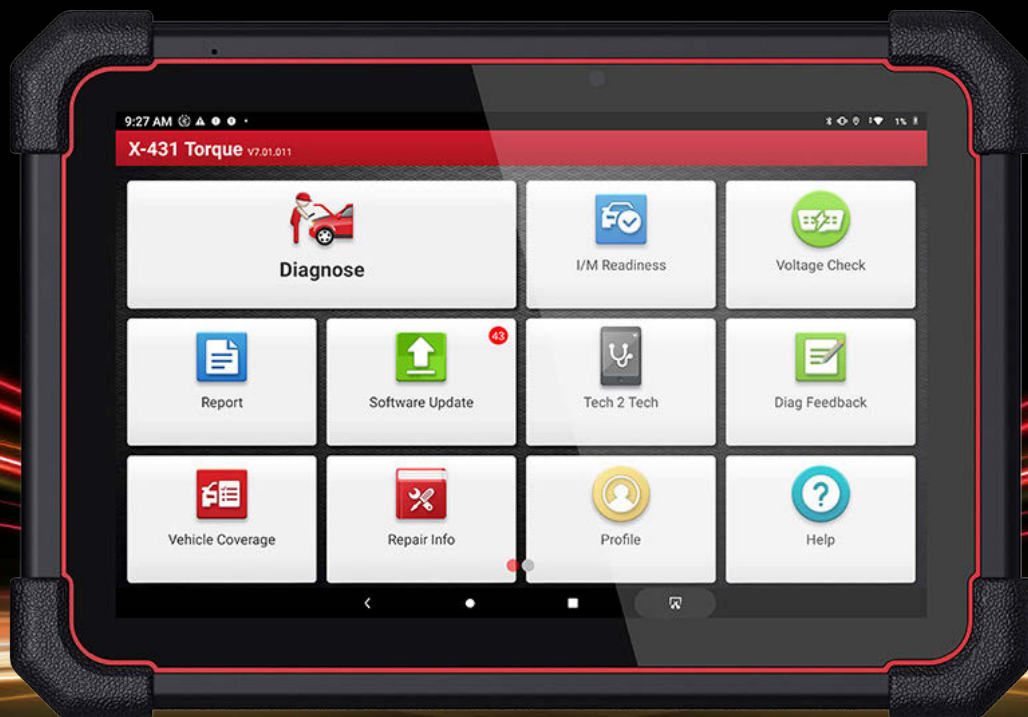 9:27 AM
1%
X-431 Torque V7.01.011
Diagnose
I/M Readiness
Voltage Check
43
Report
Software Update
Tech 2 Tech
Diag Feedback
Vehicle Coverage
Repair Info
Profile
Help